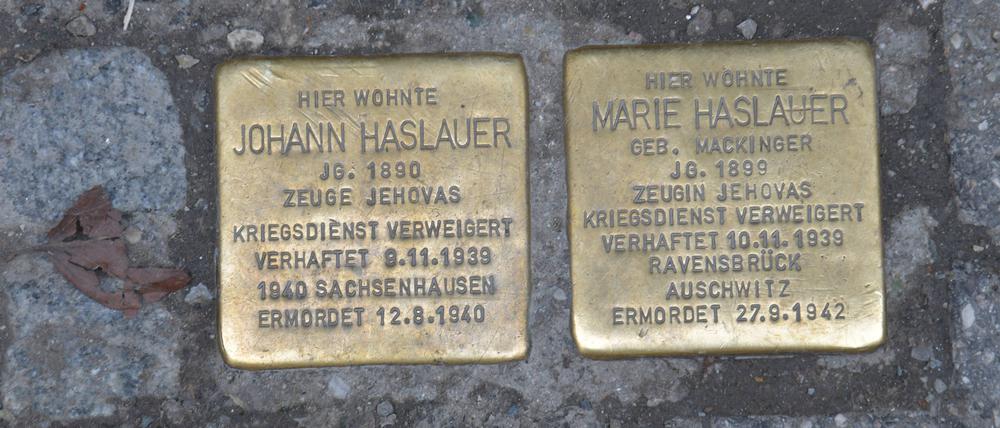 HIER WOHNTE
JOHANN HASLAUER
JG. 1890
ZEUGE JEHOVAS
KRIEGSDIENST VERWEIGERT
VERHAFTET 9.11.1939
1940 SACHSENHAUSEN
ERMORDET 12.8.1940
HIER WOHNTE
MARIE HASLAUER
GEB. MACKINGER
JG. 1899
ZEUGIN JEHOVAS
KRIEGSDIENST VERWEIGERT
VERHAFTET 10.11.1939
RAVENSBRÜCK
AUSCHWITZ
ERMORDET 27.9.1942